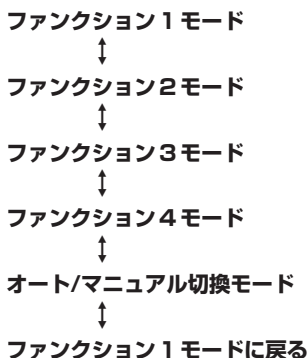 ファンクション1モード
↕
ファンクション2モード
↕
ファンクション3モード
↕
ファンクション4モード
↕
オート/マニュアル切換モード
↕
ファンクション1モードに戻る